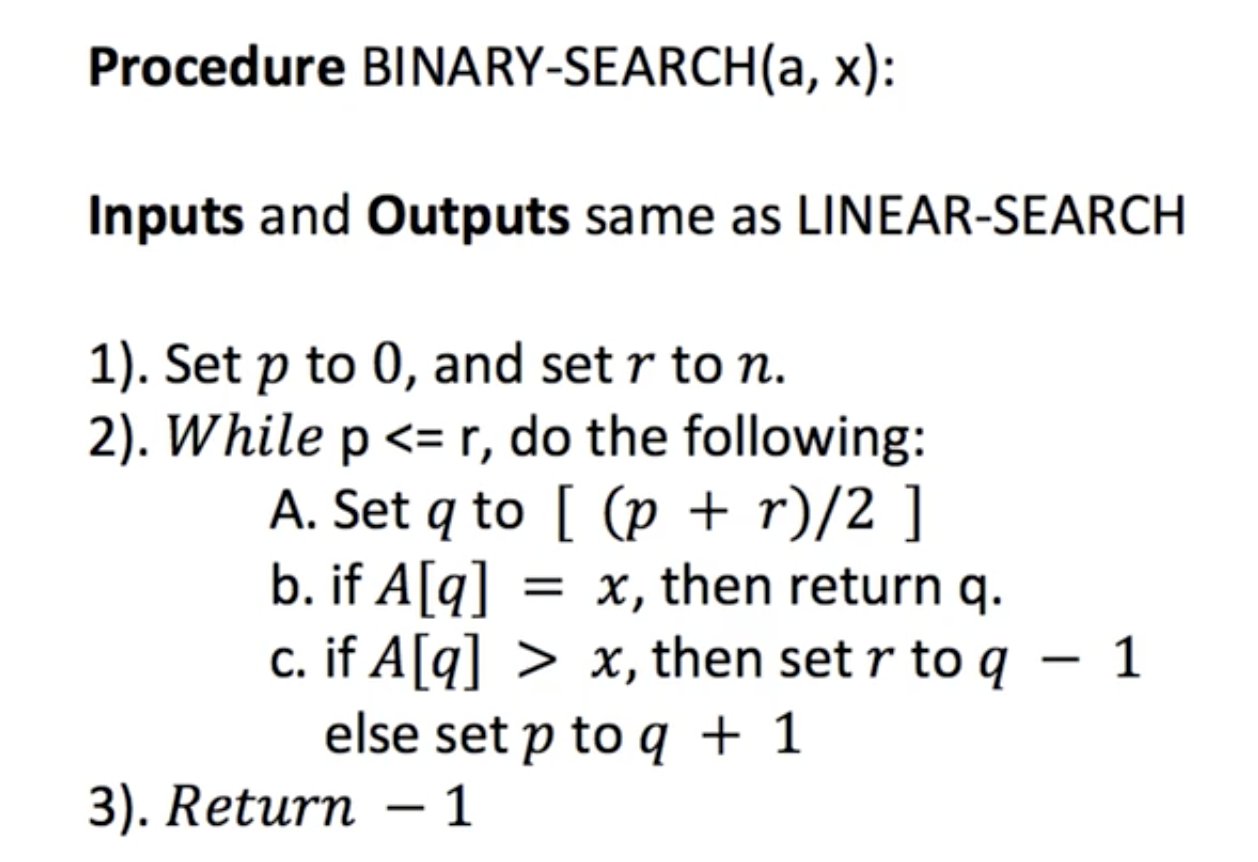 Procedure BINARY-SEARCH(a, x):
Inputs and Outputs same as LINEAR-SEARCH
1). Set p to 0, and set r to n.
2). While p <= r, do the following:
A. Set q to [ (p + r)/2 ]
b. if A[q] = x, then return q.
c. if A[q] > x, then set r to q − 1
else set p to q + 1
3). Return − 1